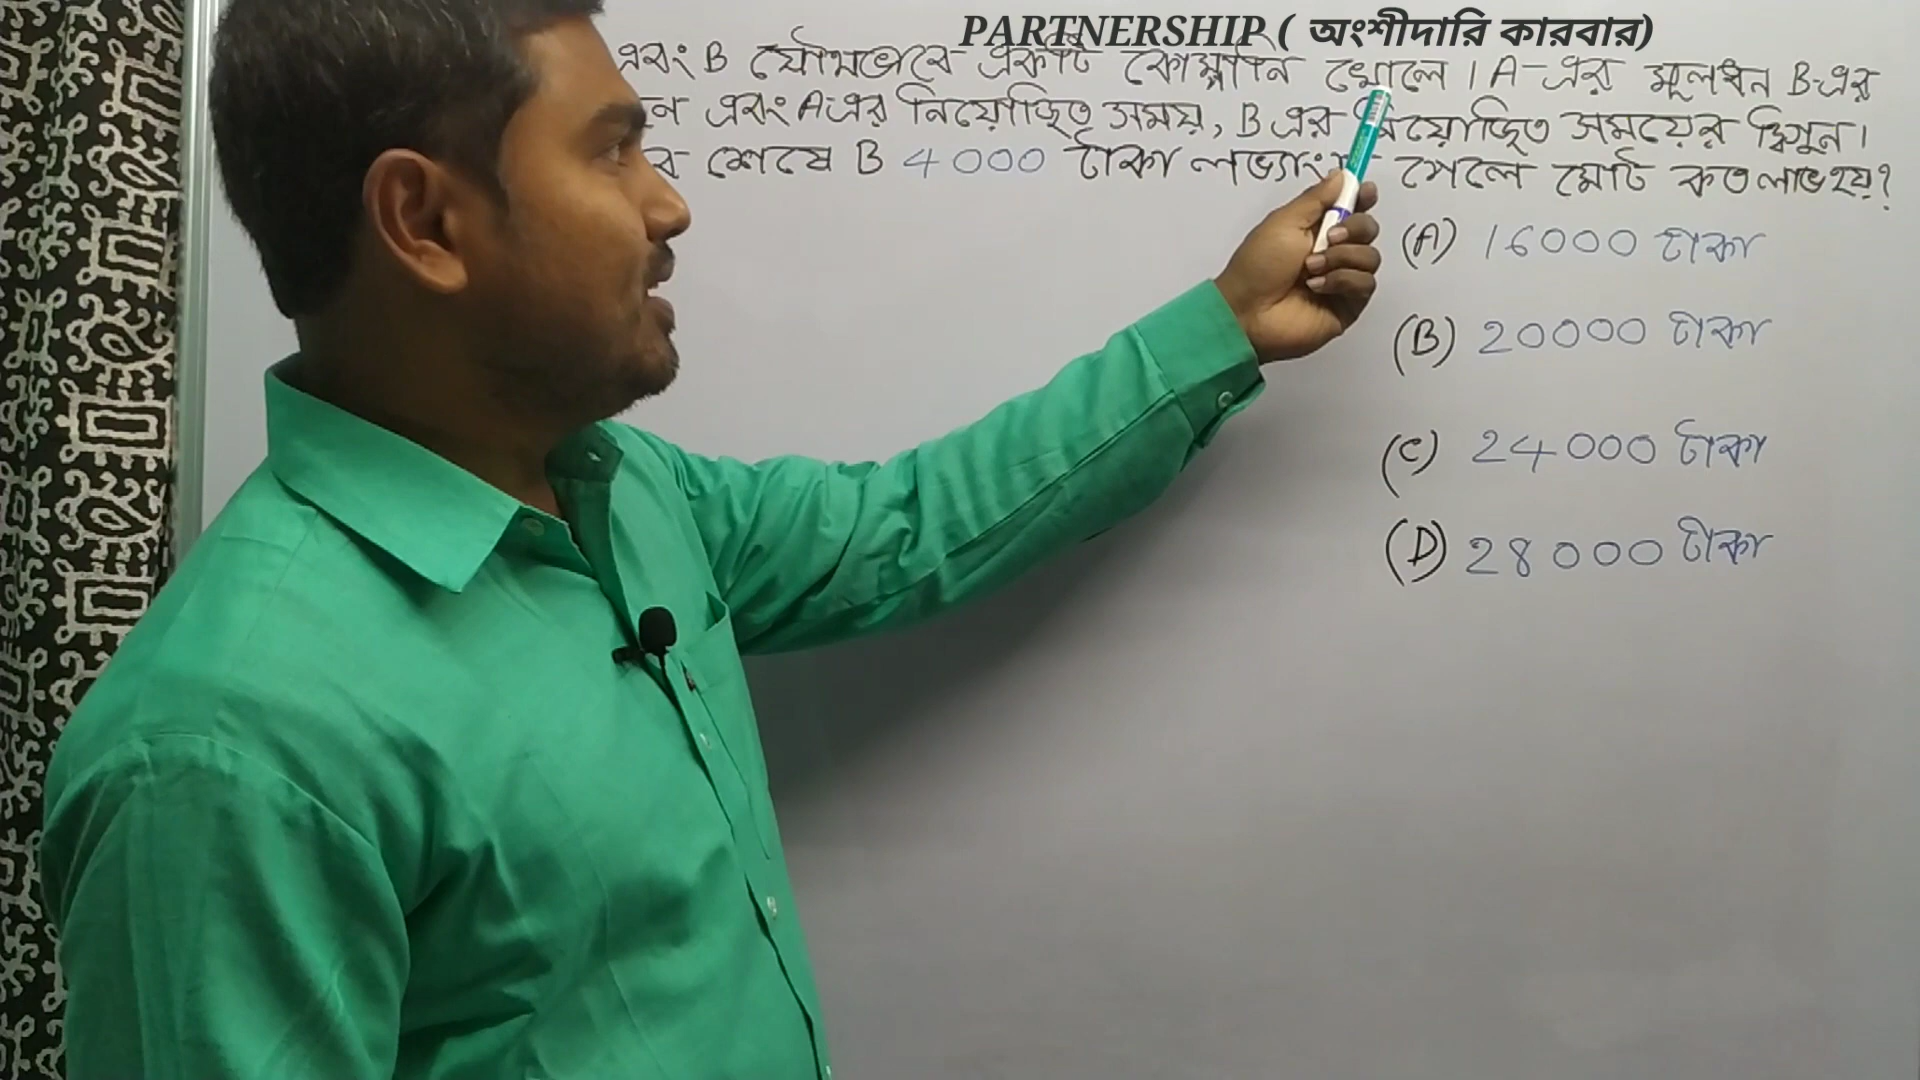 PARTNERSHIP ( অংশীদারি কারবার)
এবং B যৌথভাবে একটি কোম্পানি খোলে। A-এর মূলধন B-এর
এবং A-এর নিয়োজিত সময়, B এর নিয়োজিত সময়ের দ্বিগুন।
শেষে B 4000 টাকা লভ্যাংশ পেলে মোট কত লাভ হয়?
(A) 16000 টাকা
(B) 20000 টাকা
(C) 24000 টাকা
(D) 28000 টাকা